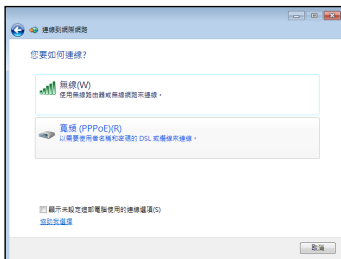 連線到網際網路
您要如何連線?
無線(W)
使用無線路由器或無線網路來連線。
寬頻 (PPPoE)(R)
以需要使用者名稱和密碼的 DSL 或纜線來連線。
顯示未設定這部電腦使用的連線選項(S)
協助我選擇
取消